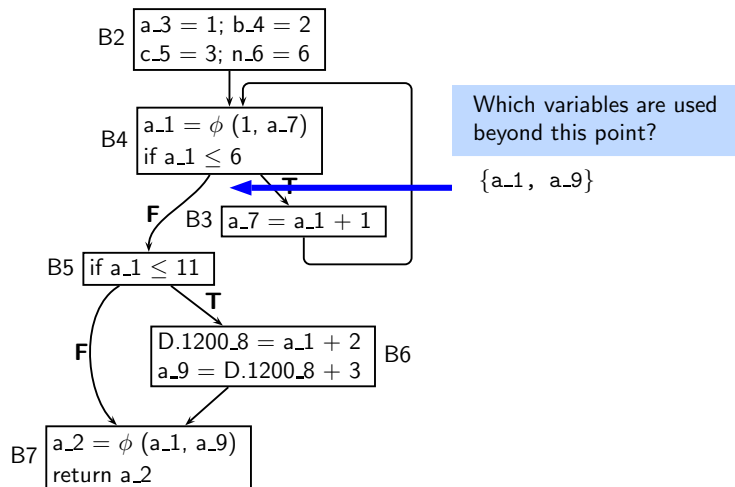 B2
a_3 = 1; b_4 = 2
c_5 = 3; n_6 = 6
B4
a_1 = ϕ (1, a_7)
if a_1 ≤ 6
Which variables are used
beyond this point?
{a_1, a_9}
T
F
B3
a_7 = a_1 + 1
B5
if a_1 ≤ 11
T
F
D.1200_8 = a_1 + 2
a_9 = D.1200_8 + 3
B6
B7
a_2 = ϕ (a_1, a_9)
return a_2